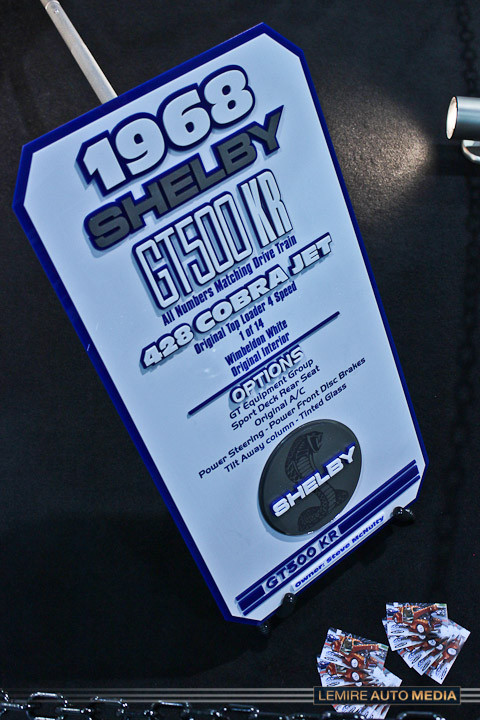 1968
SHELBY
GT500 KR
All Numbers Matching Drive Train
428 COBRA JET
Original Top Loader 4 Speed
1 of 14
Wimbeldon White
Original Interior
OPTIONS
GT Equipment Group
Sport Deck Rear Seat
Original A/C
Power Steering - Power Front Disc Brakes
Tilt Away column - Tinted Glass
SHELBY
GT500 KR
Owner: Steve McNulty
LEMIRE AUTO MEDIA